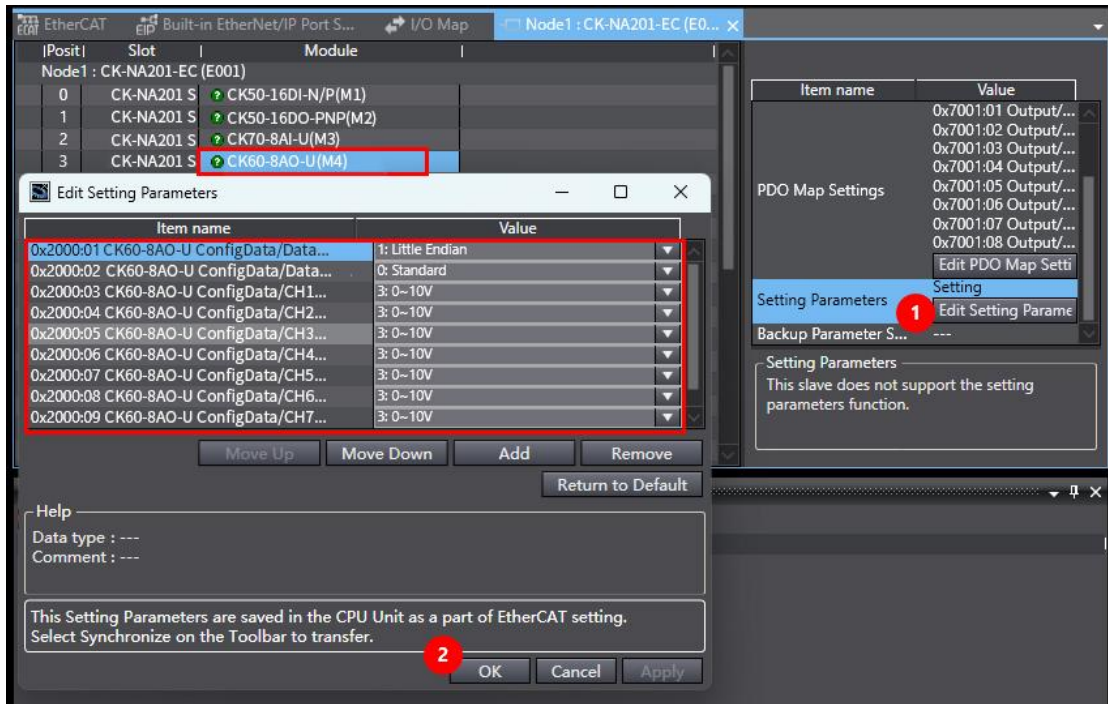 EtherCAT Built-in EtherNet/IP Port S... I/O Map Node1 : CK-NA201-EC (E0...
|Posit| Slot | Module |
Node1 : CK-NA201-EC (E001)
0 CK-NA201 S CK50-16DI-N/P(M1)
1 CK-NA201 S CK50-16DO-PNP(M2)
2 CK-NA201 S CK70-8AI-U(M3)
3 CK-NA201 S CK60-8AO-U(M4)
Edit Setting Parameters
Item name Value
0x2000:01 CK60-8AO-U ConfigData/Data... 1: Little Endian
0x2000:02 CK60-8AO-U ConfigData/Data... 0: Standard
0x2000:03 CK60-8AO-U ConfigData/CH1... 3: 0~10V
0x2000:04 CK60-8AO-U ConfigData/CH2... 3: 0~10V
0x2000:05 CK60-8AO-U ConfigData/CH3... 3: 0~10V
0x2000:06 CK60-8AO-U ConfigData/CH4... 3: 0~10V
0x2000:07 CK60-8AO-U ConfigData/CH5... 3: 0~10V
0x2000:08 CK60-8AO-U ConfigData/CH6... 3: 0~10V
0x2000:09 CK60-8AO-U ConfigData/CH7... 3: 0~10V
Move Up Move Down Add Remove
Return to Default
Help
Data type : ---
Comment : ---
This Setting Parameters are saved in the CPU Unit as a part of EtherCAT setting.
Select Synchronize on the Toolbar to transfer.
2
OK Cancel Apply
Item name Value
0x7001:01 Output/...
0x7001:02 Output/...
0x7001:03 Output/...
0x7001:04 Output/...
PDO Map Settings 0x7001:05 Output/...
0x7001:06 Output/...
0x7001:07 Output/...
0x7001:08 Output/...
Edit PDO Map Setti
Setting
Setting Parameters 1 Edit Setting Parame
Backup Parameter S... ---
Setting Parameters
This slave does not support the setting
parameters function.